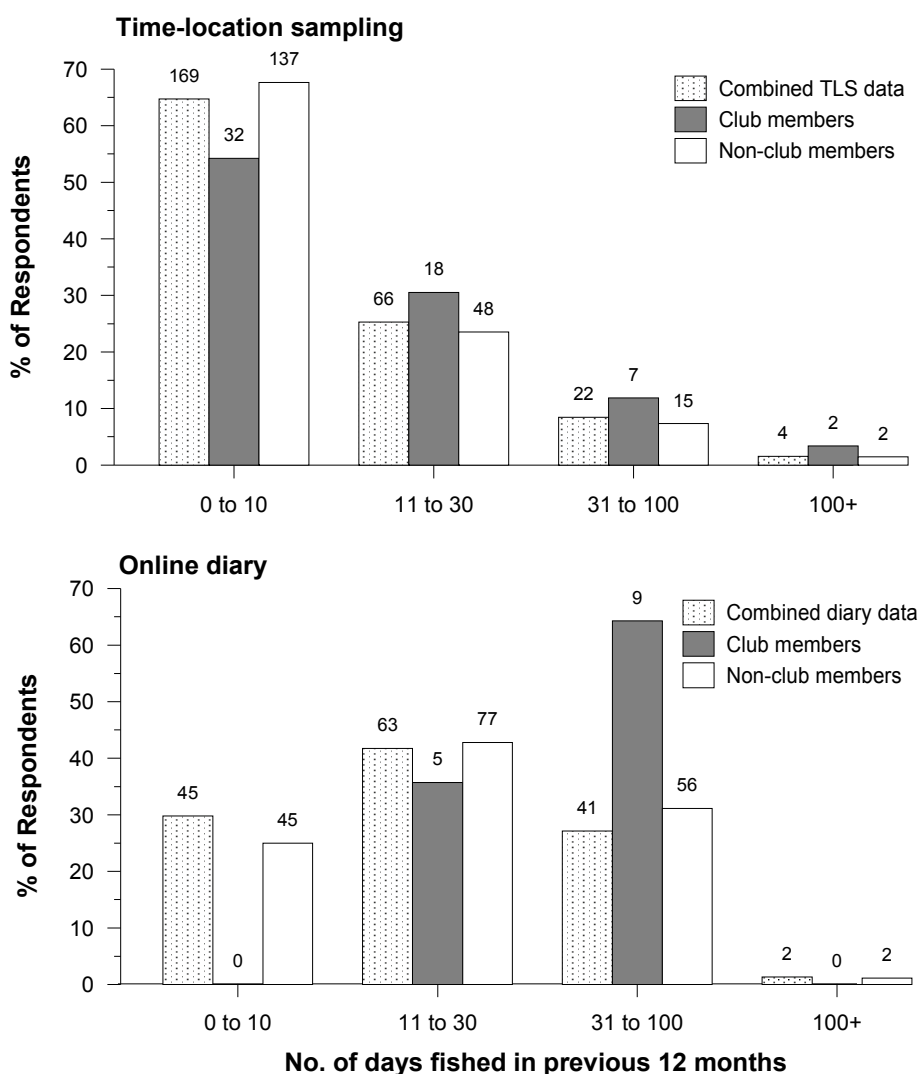 Time-location sampling
% of Respondents
70
60
50
40
30
20
10
0
169
32
137
66
18
48
22
7
15
4
2
2
Combined TLS data
Club members
Non-club members
0 to 10
11 to 30
31 to 100
100+
Online diary
% of Respondents
70
60
50
40
30
20
10
0
45
0
45
63
5
77
41
9
56
2
0
2
Combined diary data
Club members
Non-club members
0 to 10
11 to 30
31 to 100
100+
No. of days fished in previous 12 months